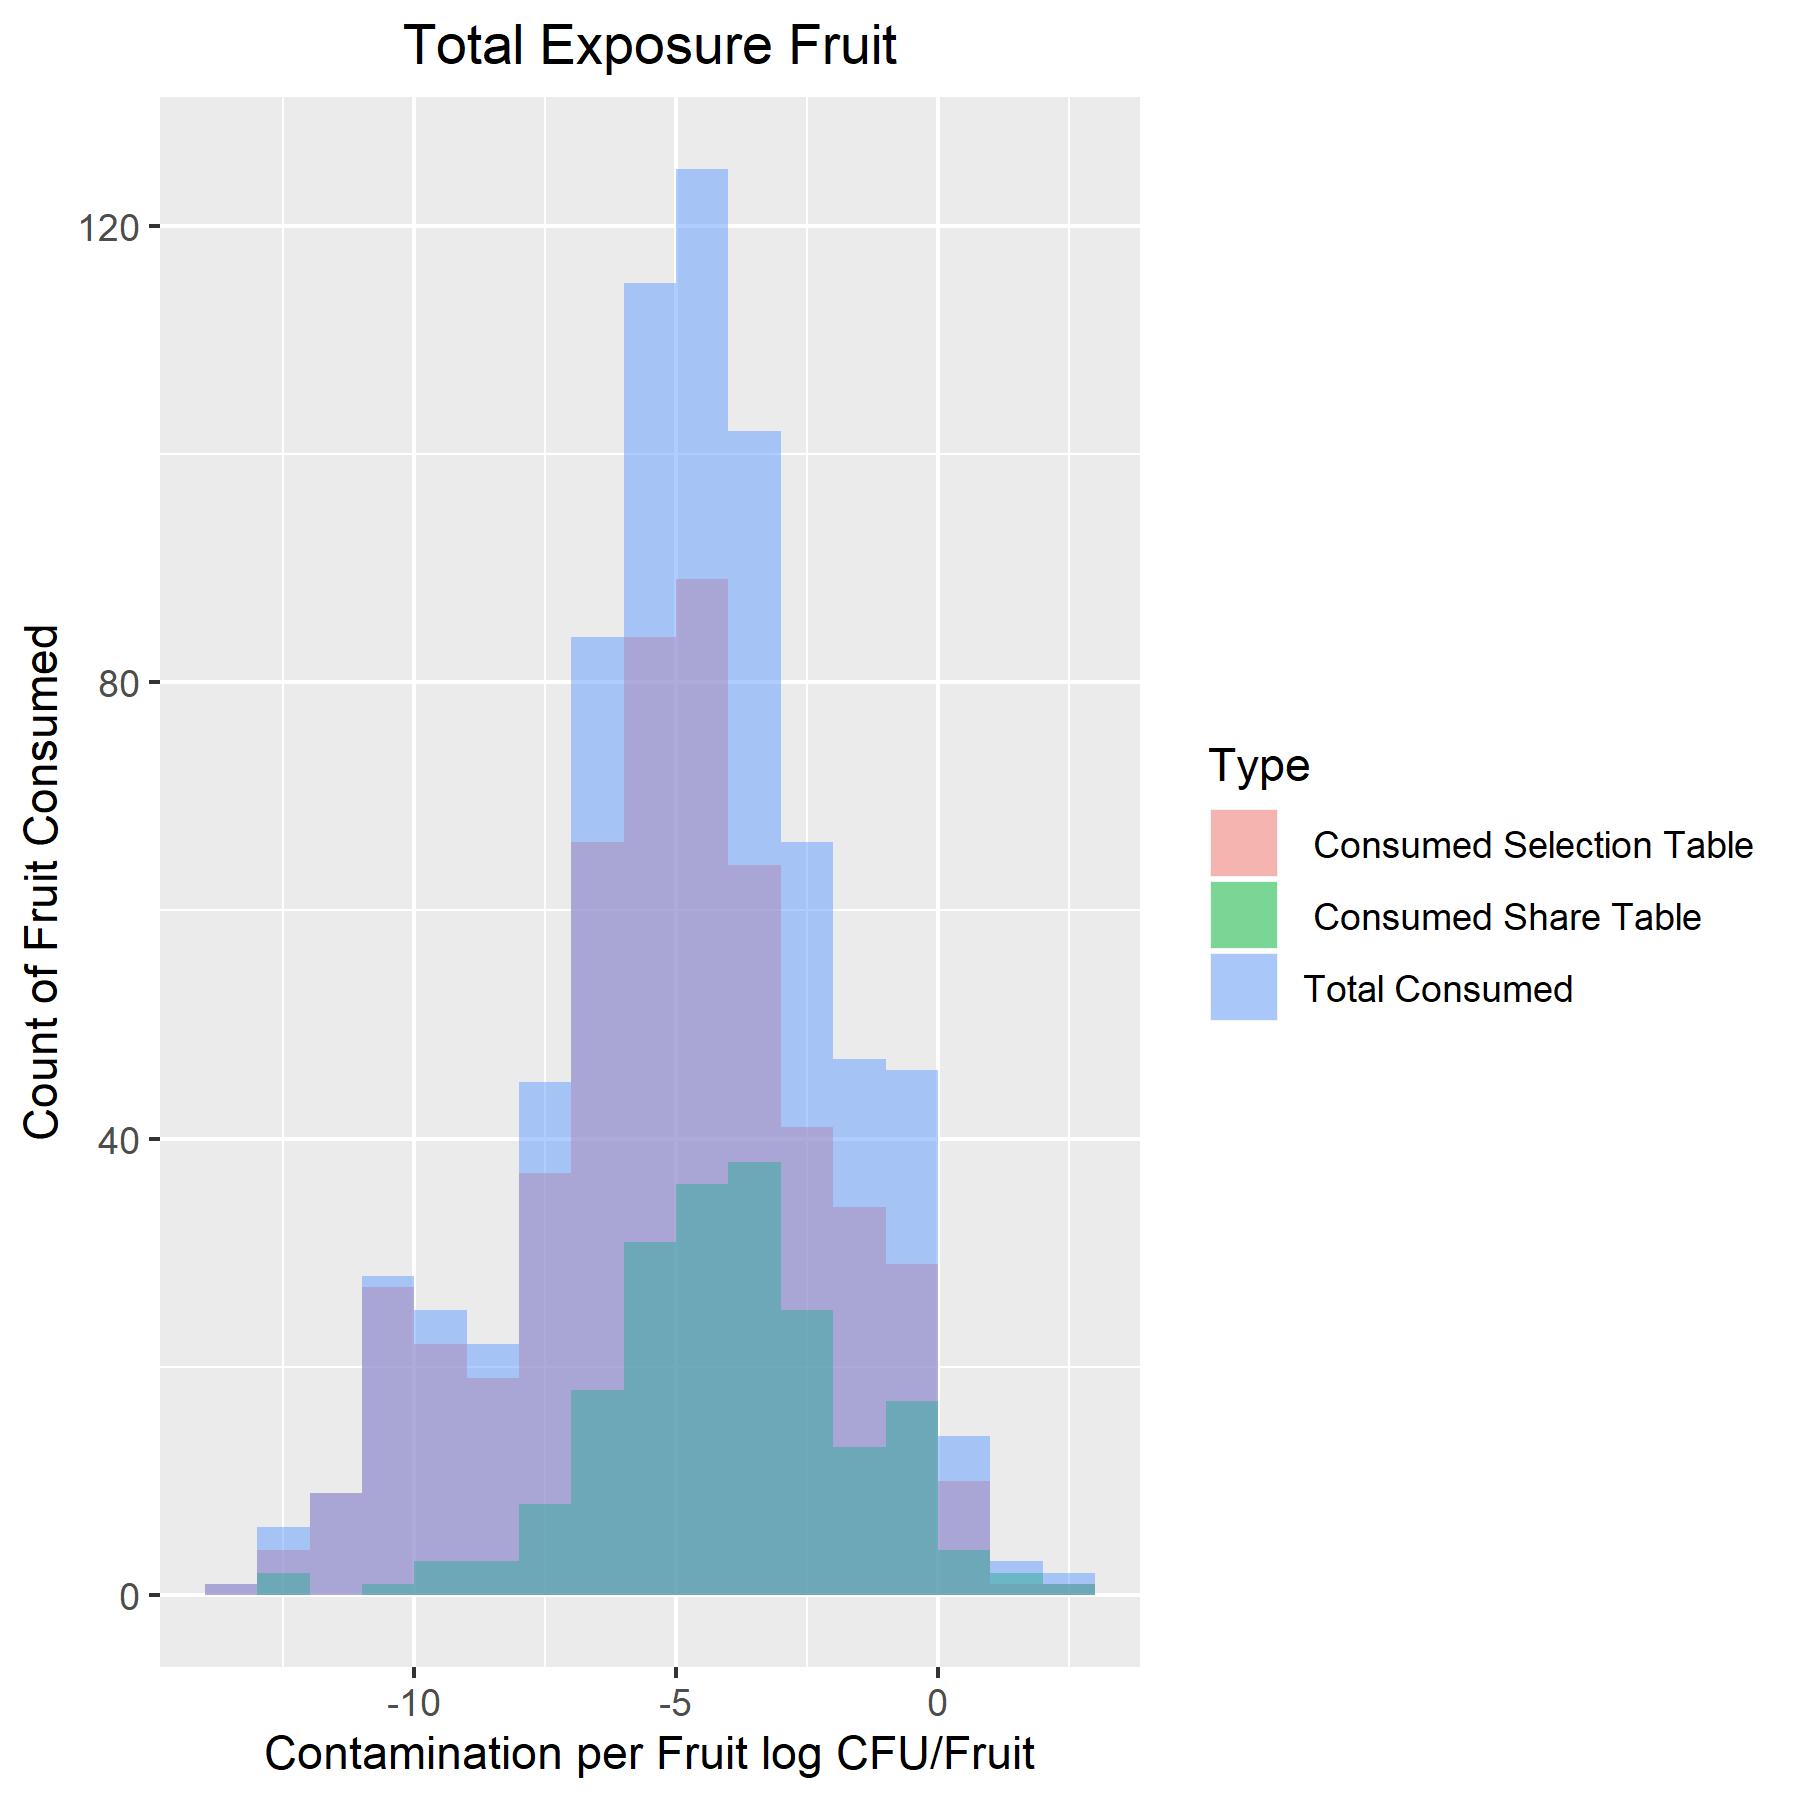 Total Exposure Fruit
120
80
40
0
Count of Fruit Consumed
-10 -5 0
Contamination per Fruit log CFU/Fruit
Type
Consumed Selection Table
Consumed Share Table
Total Consumed